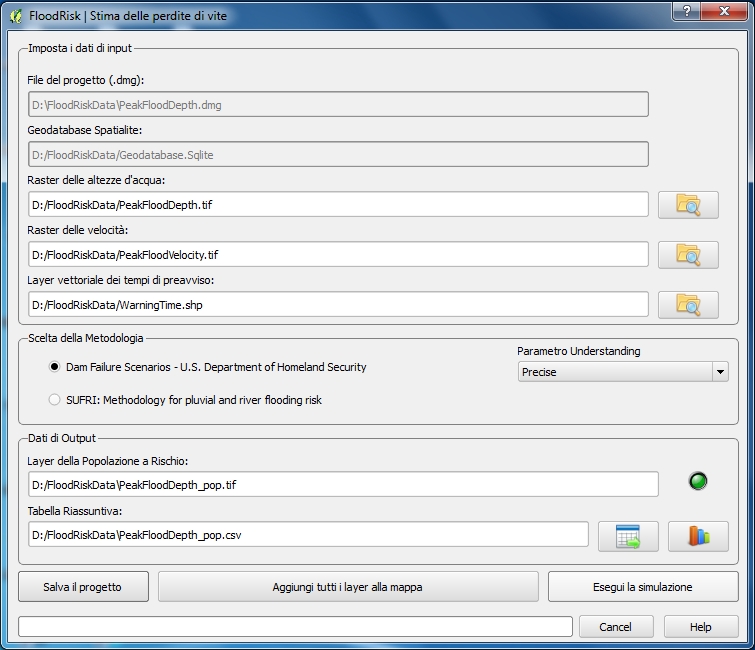 FloodRisk | Stima delle perdite di vite
?
Imposta i dati di input
File del progetto (.dmg):
D:\FloodRiskData\PeakFloodDepth.dmg
Geodatabase Spatialite:
D:/FloodRiskData/Geodatabase.Sqlite
Raster delle altezze d'acqua:
D:/FloodRiskData/PeakFloodDepth.tif
Raster delle velocità:
D:/FloodRiskData/PeakFloodVelocity.tif
Layer vettoriale dei tempi di preavviso:
D:/FloodRiskData/WarningTime.shp
Scelta della Metodologia
Dam Failure Scenarios - U.S. Department of Homeland Security
Parametro Understanding
Precise
SUFRI: Methodology for pluvial and river flooding risk
Dati di Output
Layer della Popolazione a Rischio:
D:/FloodRiskData\PeakFloodDepth_pop.tif
Tabella Riassuntiva:
D:/FloodRiskData\PeakFloodDepth_pop.csv
Salva il progetto
Aggiungi tutti i layer alla mappa
Esegui la simulazione
Cancel
Help